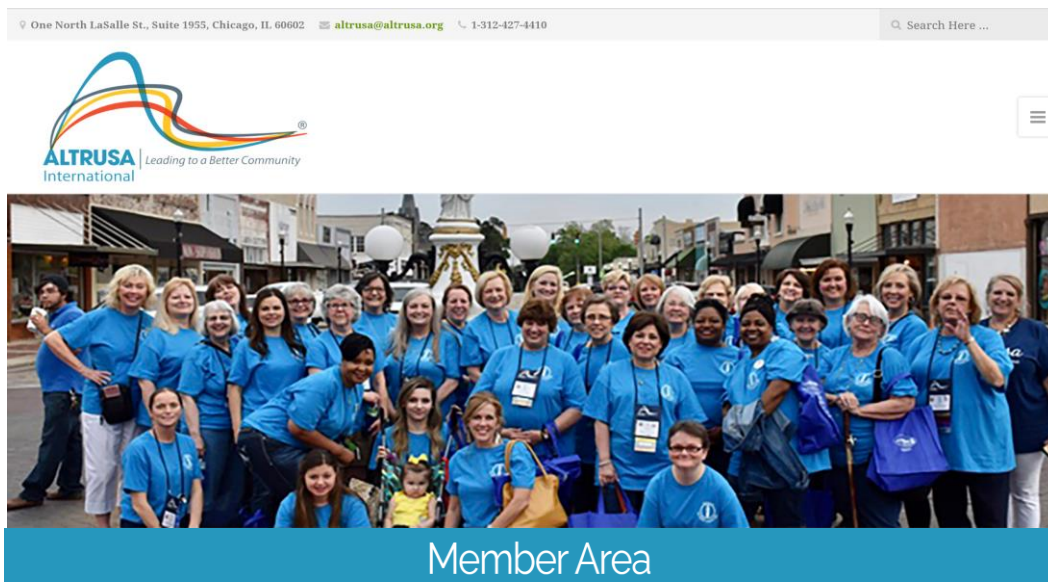 One North LaSalle St., Suite 1955, Chicago, IL 60602 altrusa@altrusa.org 1-312-427-4410 Search Here ...
®
ALTRUSA | Leading to a Better Community
International
Member Area